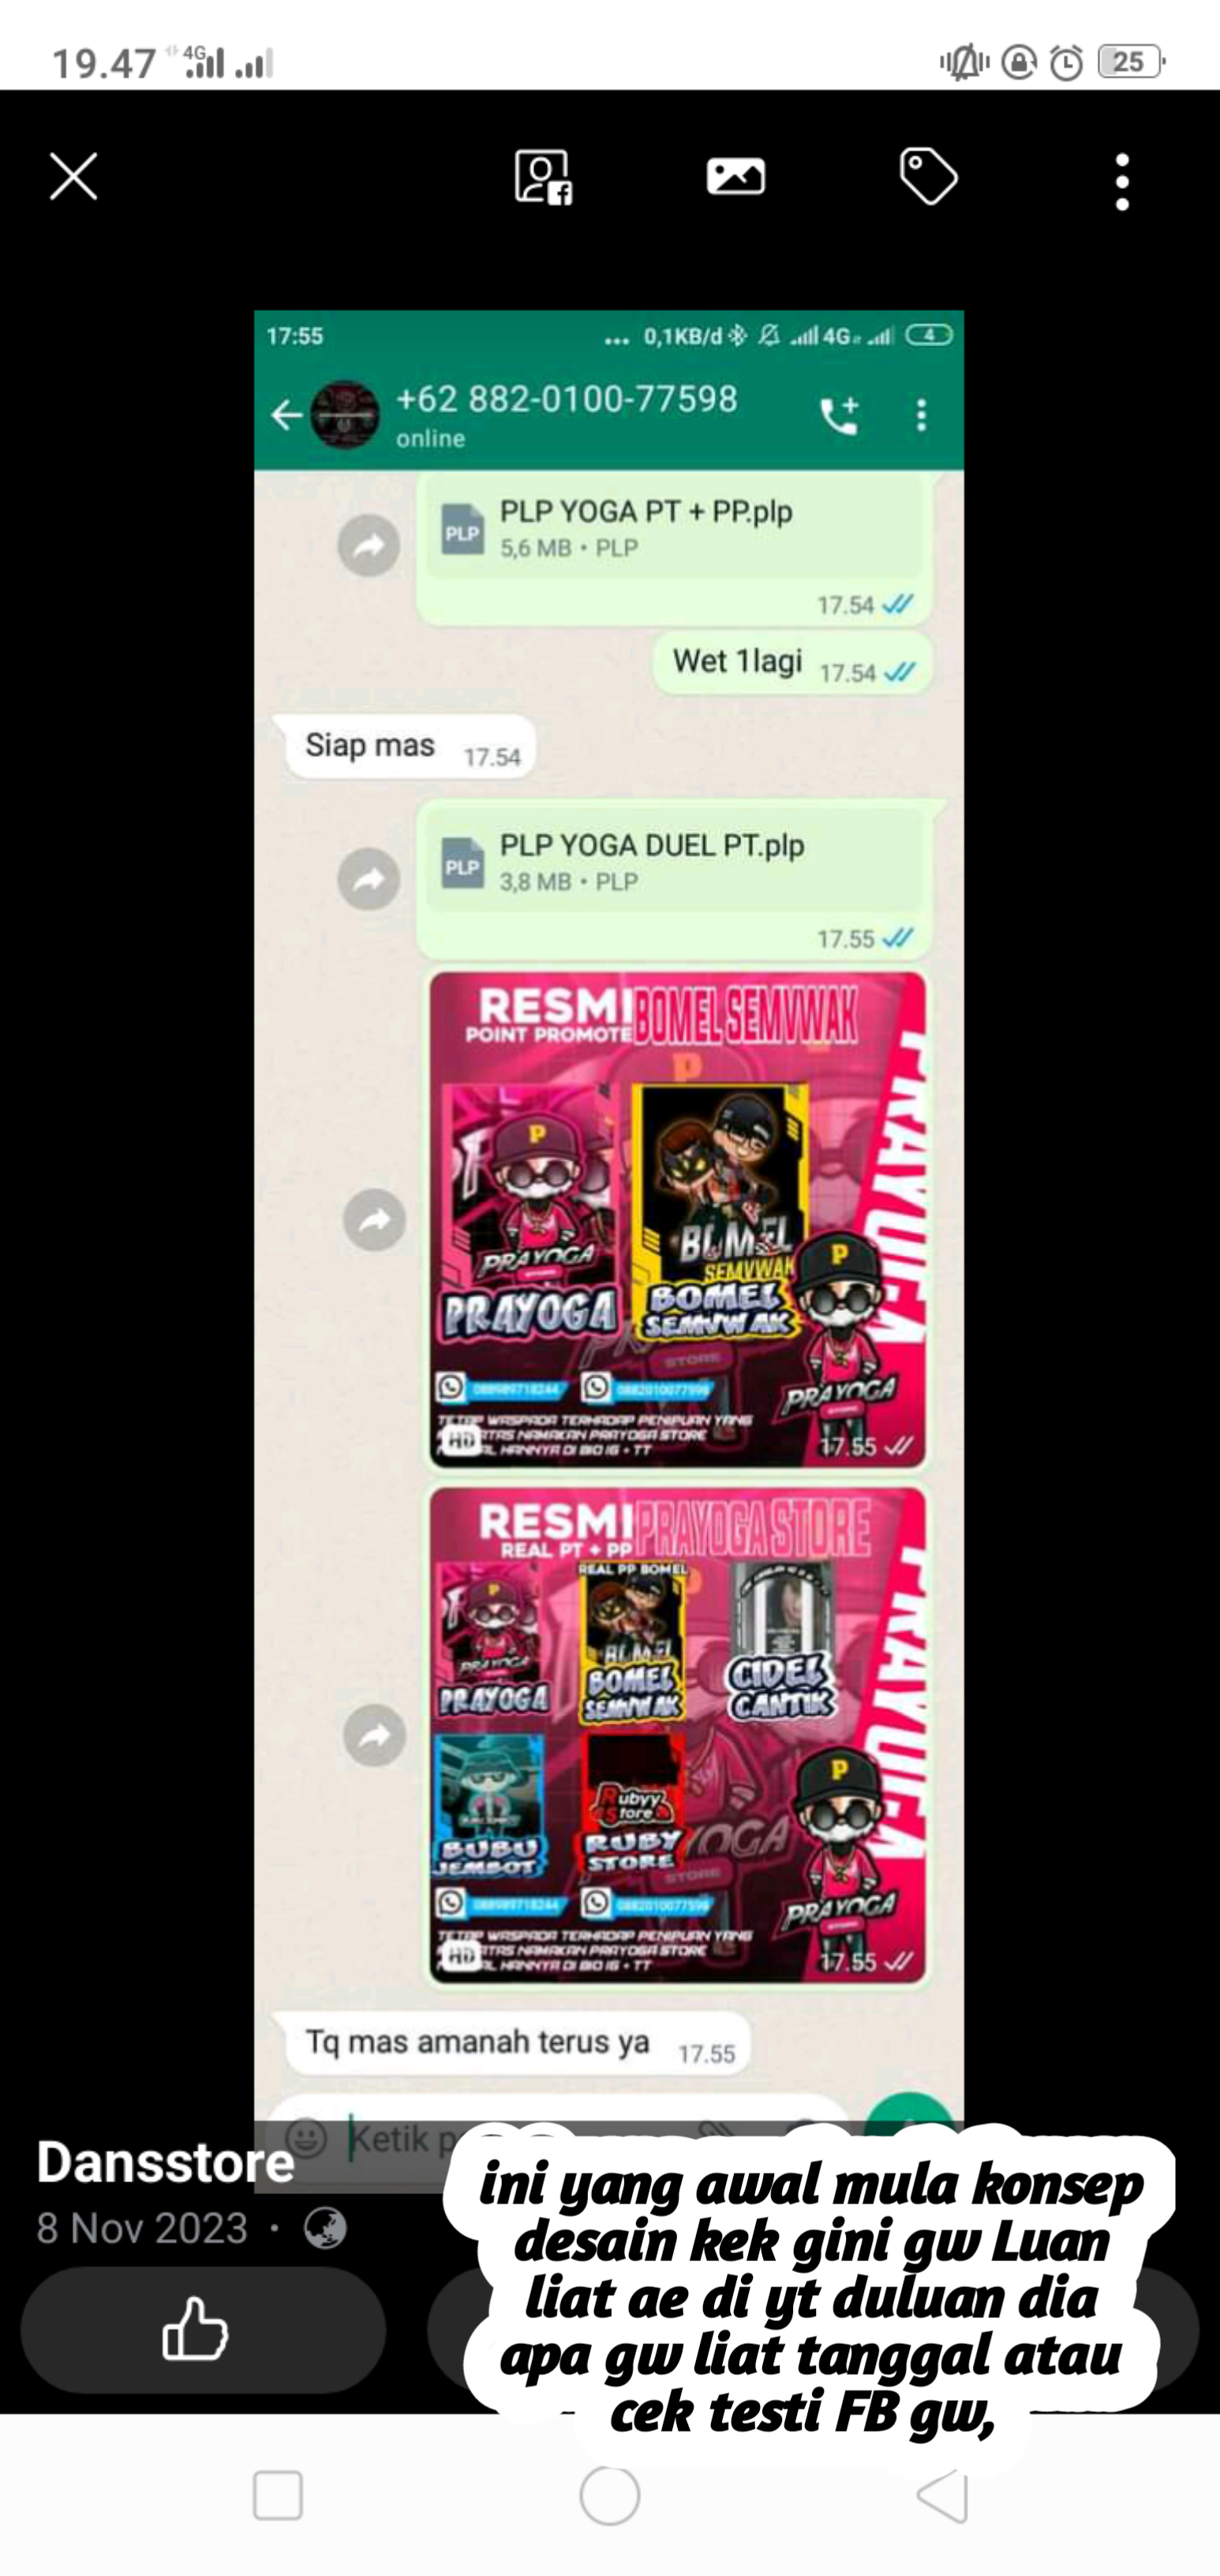 19.47
4G
25
17:55
... 0,1KB/d
4G
4
+62 882-0100-77598
online
PLP
PLP YOGA PT + PP.plp
5,6 MB • PLP
17.54
Wet 1lagi 17.54
Siap mas 17.54
PLP
PLP YOGA DUEL PT.plp
3,8 MB • PLP
17.55
RESMI BOMEL SEMVWAK
POINT PROMOTE
PRAYOGA
P
PRAYOGA
PRAYOGA
BOMEL
SEMVWAK
BOMEL
SEMVWAK
P
PRAYOGA
STORE
TETAP WASPADA TERHADAP PENIPUAN YANG
ATAS NAMAKAN PRAYOGA STORE
HANNYA DI BIO IG + TT
HD
17.55
RESMI PRAYOGA STORE
REAL PT + PP
REAL PP BOMEL
PRAYOGA
PRAYOGA
PRAYOGA
BOMEL
SEMVWAK
CIDEL
CANTIK
BUBU
JEMBOT
Rubyy
Store
RUBY
STORE
YOGA
STORE
P
PRAYOGA
TETAP WASPADA TERHADAP PENIPUAN YANG
ATAS NAMAKAN PRAYOGA STORE
HANNYA DI BIO IG + TT
HD
17.55
Tq mas amanah terus ya 17.55
Ketik p
Dansstore
8 Nov 2023 ·
ini yang awal mula konsep
desain kek gini gw Luan
liat ae di yt duluan dia
apa gw liat tanggal atau
cek testi FB gw,